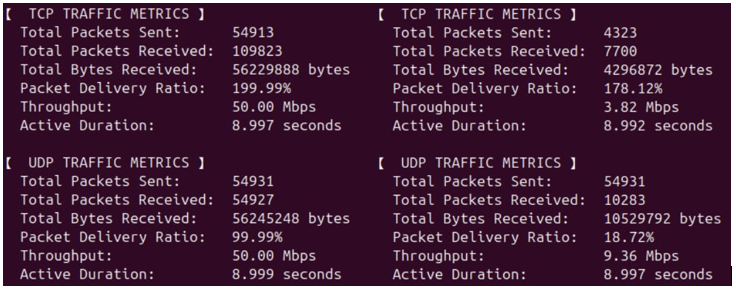 【  TCP TRAFFIC METRICS 】
Total Packets Sent:     54913
Total Packets Received: 109823
Total Bytes Received:   56229888 bytes
Packet Delivery Ratio:  199.99%
Throughput:             50.00 Mbps
Active Duration:        8.997 seconds
【  UDP TRAFFIC METRICS 】
Total Packets Sent:     54931
Total Packets Received: 54927
Total Bytes Received:   56245248 bytes
Packet Delivery Ratio:  99.99%
Throughput:             50.00 Mbps
Active Duration:        8.999 seconds
【  TCP TRAFFIC METRICS 】
Total Packets Sent:     4323
Total Packets Received: 7700
Total Bytes Received:   4296872 bytes
Packet Delivery Ratio:  178.12%
Throughput:             3.82 Mbps
Active Duration:        8.992 seconds
【  UDP TRAFFIC METRICS 】
Total Packets Sent:     54931
Total Packets Received: 10283
Total Bytes Received:   10529792 bytes
Packet Delivery Ratio:  18.72%
Throughput:             9.36 Mbps
Active Duration:        8.997 seconds